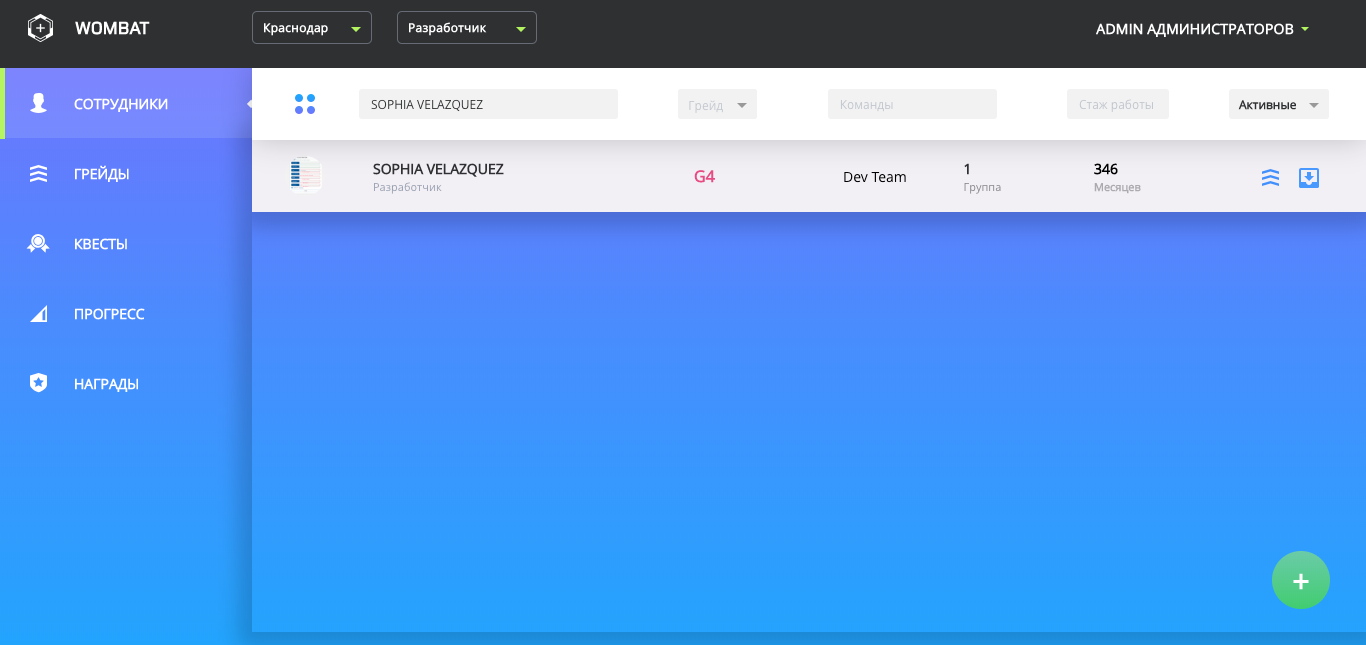 WOMBAT
Краснодар
Разработчик
ADMIN АДМИНИСТРАТОРОВ
СОТРУДНИКИ
ГРЕЙДЫ
КВЕСТЫ
ПРОГРЕСС
НАГРАДЫ
SOPHIA VELAZQUEZ
Грейд
Команды
Стаж работы
Активные
SOPHIA VELAZQUEZ
Разработчик
G4
Dev Team
1
Группа
346
Месяцев